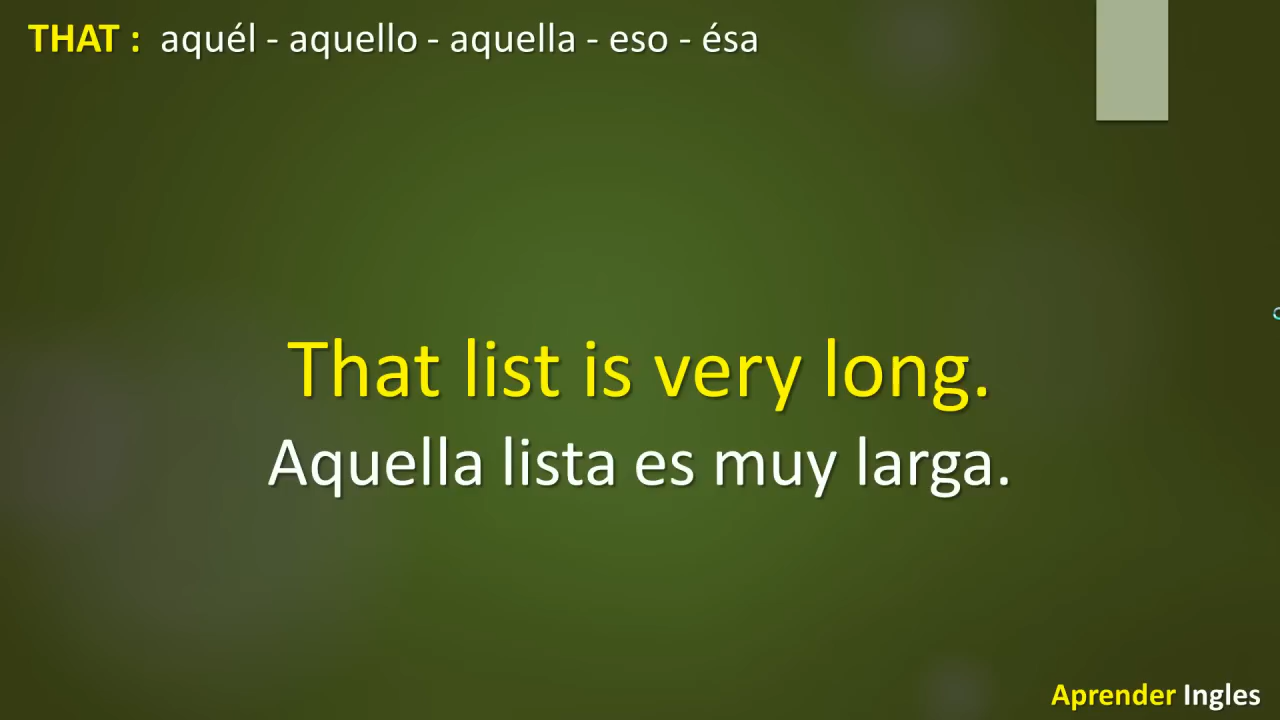 THAT : aquél - aquello - aquella - eso - ésa
That list is very long.
Aquella lista es muy larga.
Aprender Ingles